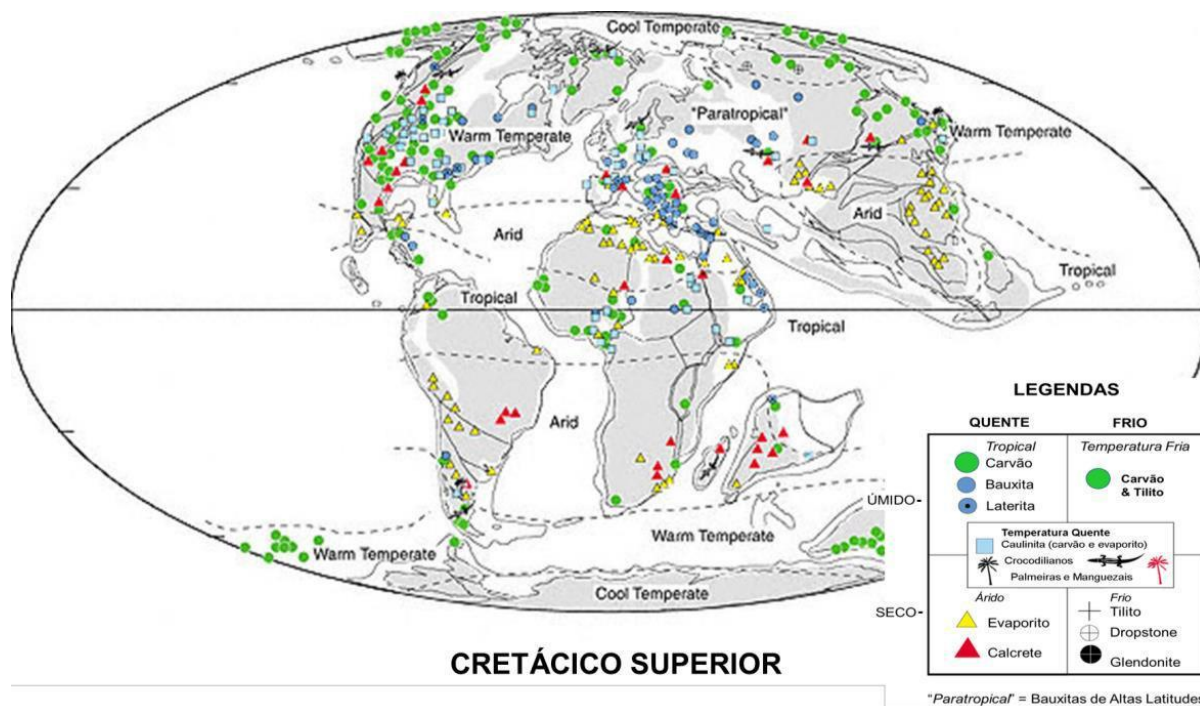 Cool Temperate
"Paratropical"
Warm Temperate
Warm Temperate
Arid
Arid
Tropical
Tropical
Tropical
Arid
Warm Temperate
Warm Temperate
Cool Temperate
CRETÁCICO SUPERIOR
LEGENDAS
QUENTE
FRIO
Tropical
Carvão
Bauxita
Laterita
Temperatura Fria
Carvão
& Tilito
ÚMIDO
Temperatura Quente
Caulinita (carvão e evaporito)
Crocodilianos
Palmeiras e Manguezais
SECO
Árido
Evaporito
Calcrete
Frio
Tilito
Dropstone
Glendonite
"Paratropical" = Bauxitas de Altas Latitudes